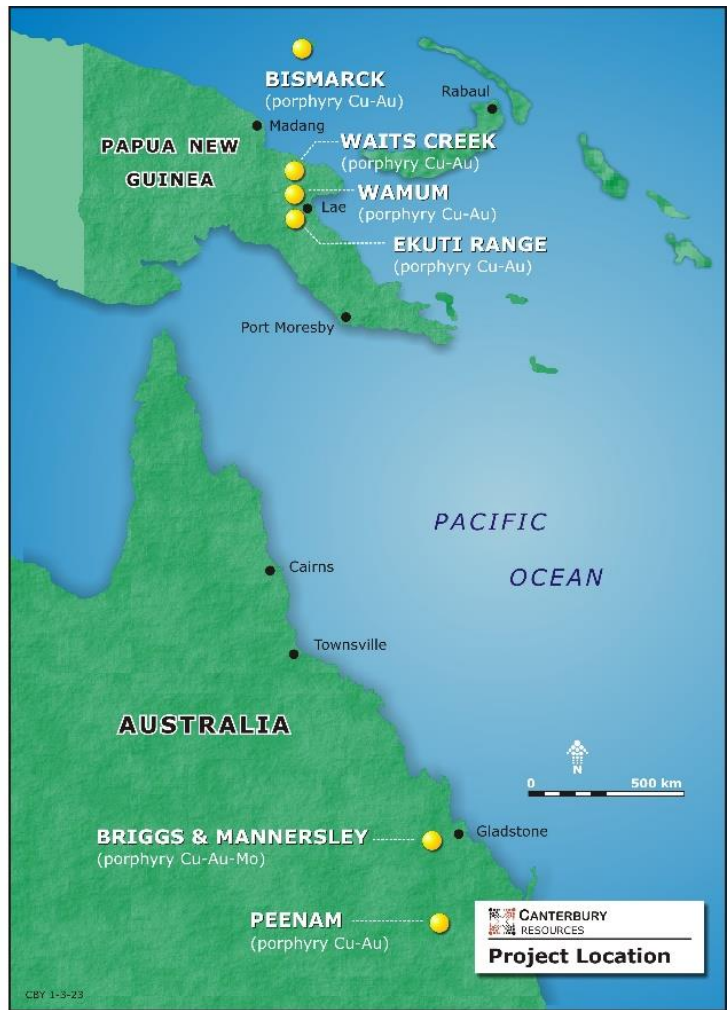 BISMARCK
(porphyry Cu-Au)
Rabaul
Madang
PAPUA NEW
GUINEA
WAITS CREEK
(porphyry Cu-Au)
WAMUM
(porphyry Cu-Au)
Lae
EKUTI RANGE
(porphyry Cu-Au)
Port Moresby
PACIFIC
OCEAN
Cairns
Townsville
AUSTRALIA
N
0 500 km
BRIGGS & MANNERSLEY
(porphyry Cu-Au-Mo)
Gladstone
PEENAM
(porphyry Cu-Au)
CANTERBURY
RESOURCES
Project Location
CBY 1-3-23